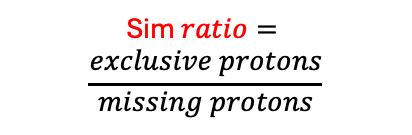 Sim ratio =
exclusive protons
missing protons